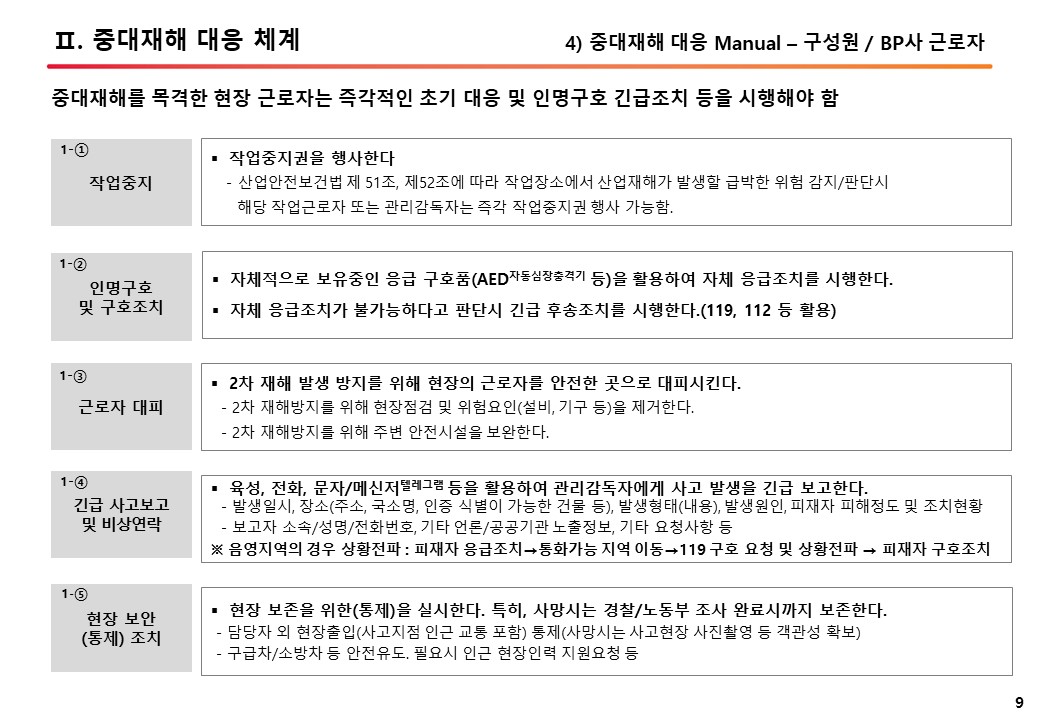 Ⅱ. 중대재해 대응 체계
4) 중대재해 대응 Manual – 구성원 / BP사 근로자
중대재해를 목격한 현장 근로자는 즉각적인 초기 대응 및 인명구호 긴급조치 등을 시행해야 함
1-①
작업중지
▪ 작업중지권을 행사한다
- 산업안전보건법 제 51조, 제52조에 따라 작업장소에서 산업재해가 발생할 급박한 위험 감지/판단시
해당 작업근로자 또는 관리감독자는 즉각 작업중지권 행사 가능함.
1-②
인명구호
및 구호조치
▪ 자체적으로 보유중인 응급 구호품(AED자동심장충격기 등)을 활용하여 자체 응급조치를 시행한다.
▪ 자체 응급조치가 불가능하다고 판단시 긴급 후송조치를 시행한다.(119, 112 등 활용)
1-③
근로자 대피
▪ 2차 재해 발생 방지를 위해 현장의 근로자를 안전한 곳으로 대피시킨다.
- 2차 재해방지를 위해 현장점검 및 위험요인(설비, 기구 등)을 제거한다.
- 2차 재해방지를 위해 주변 안전시설을 보완한다.
1-④
긴급 사고보고
및 비상연락
▪ 육성, 전화, 문자/메신저텔레그램 등을 활용하여 관리감독자에게 사고 발생을 긴급 보고한다.
- 발생일시, 장소(주소, 국소명, 인증 식별이 가능한 건물 등), 발생형태(내용), 발생원인, 피재자 피해정도 및 조치현황
- 보고자 소속/성명/전화번호, 기타 언론/공공기관 노출정보, 기타 요청사항 등
※ 음영지역의 경우 상황전파 : 피재자 응급조치→통화가능 지역 이동→119 구호 요청 및 상황전파 → 피재자 구호조치
1-⑤
현장 보안
(통제) 조치
▪ 현장 보존을 위한(통제)을 실시한다. 특히, 사망시는 경찰/노동부 조사 완료시까지 보존한다.
- 담당자 외 현장출입(사고지점 인근 교통 포함) 통제(사망시는 사고현장 사진촬영 등 객관성 확보)
- 구급차/소방차 등 안전유도. 필요시 인근 현장인력 지원요청 등
9